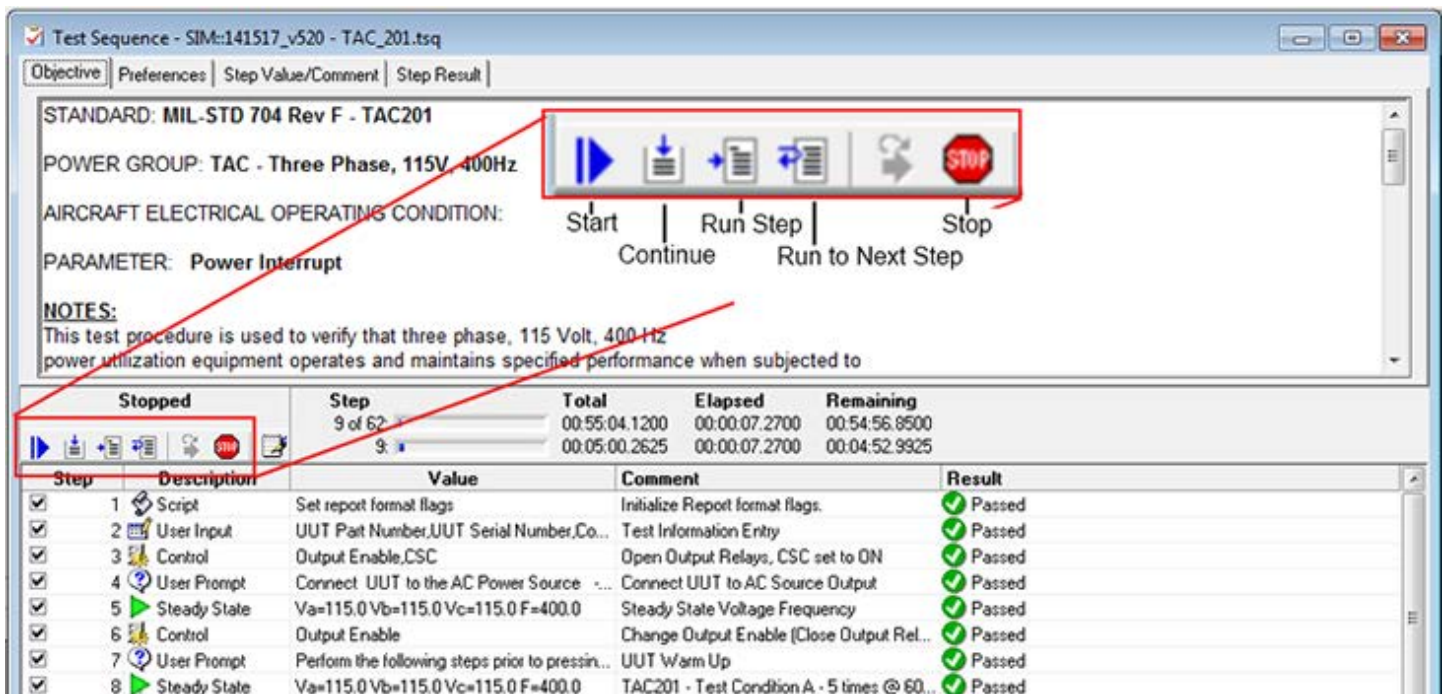 Test Sequence - SIM::141517_v520 - TAC_201.tsq
Objective Preferences Step Value/Comment Step Result
STANDARD: MIL-STD 704 Rev F - TAC201
POWER GROUP: TAC - Three Phase, 115V, 400Hz
AIRCRAFT ELECTRICAL OPERATING CONDITION:
PARAMETER: Power Interrupt
NOTES:
This test procedure is used to verify that three phase, 115 Volt, 400 Hz
power utilization equipment operates and maintains specified performance when subjected to
STOP
Start Run Step Stop
Continue Run to Next Step
Stopped Step Total Elapsed Remaining
9 of 62: 00:55:04.1200 00:00:07.2700 00:54:56.8500
STOP 9: 00:05:00.2625 00:00:07.2700 00:04:52.9925
Step Description Value Comment Result
1 Script Set report format flags Initialize Report format flags. Passed
2 User Input UUT Part Number,UUT Serial Number,Co... Test Information Entry Passed
3 Control Output Enable,CSC Open Output Relays, CSC set to ON Passed
4 User Prompt Connect UUT to the AC Power Source -... Connect UUT to AC Source Output Passed
5 Steady State Va=115.0 Vb=115.0 Vc=115.0 F=400.0 Steady State Voltage Frequency Passed
6 Control Output Enable Change Output Enable (Close Output Rel... Passed
7 User Prompt Perform the following steps prior to pressin... UUT Warm Up Passed
8 Steady State Va=115.0 Vb=115.0 Vc=115.0 F=400.0 TAC201 - Test Condition A - 5 times @ 60... Passed